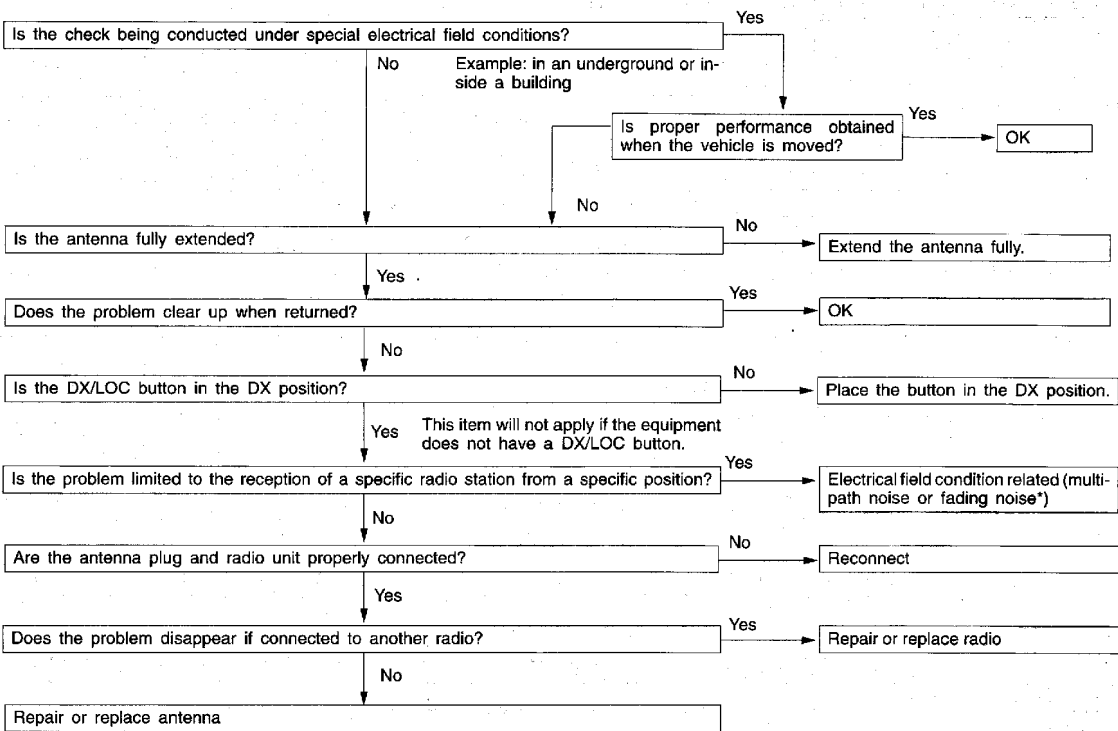 Yes
Is the check being conducted under special electrical field conditions?
No
Example: in an underground or in-
side a building
Yes
Is proper performance obtained
when the vehicle is moved?
OK
No
Is the antenna fully extended?
No
Extend the antenna fully.
Yes
Does the problem clear up when returned?
Yes
OK
No
Is the DX/LOC button in the DX position?
No
Place the button in the DX position.
Yes
This item will not apply if the equipment
does not have a DX/LOC button.
Is the problem limited to the reception of a specific radio station from a specific position?
Yes
Electrical field condition related (multi-
path noise or fading noise*)
No
Are the antenna plug and radio unit properly connected?
No
Reconnect
Yes
Does the problem disappear if connected to another radio?
Yes
Repair or replace radio
No
Repair or replace antenna